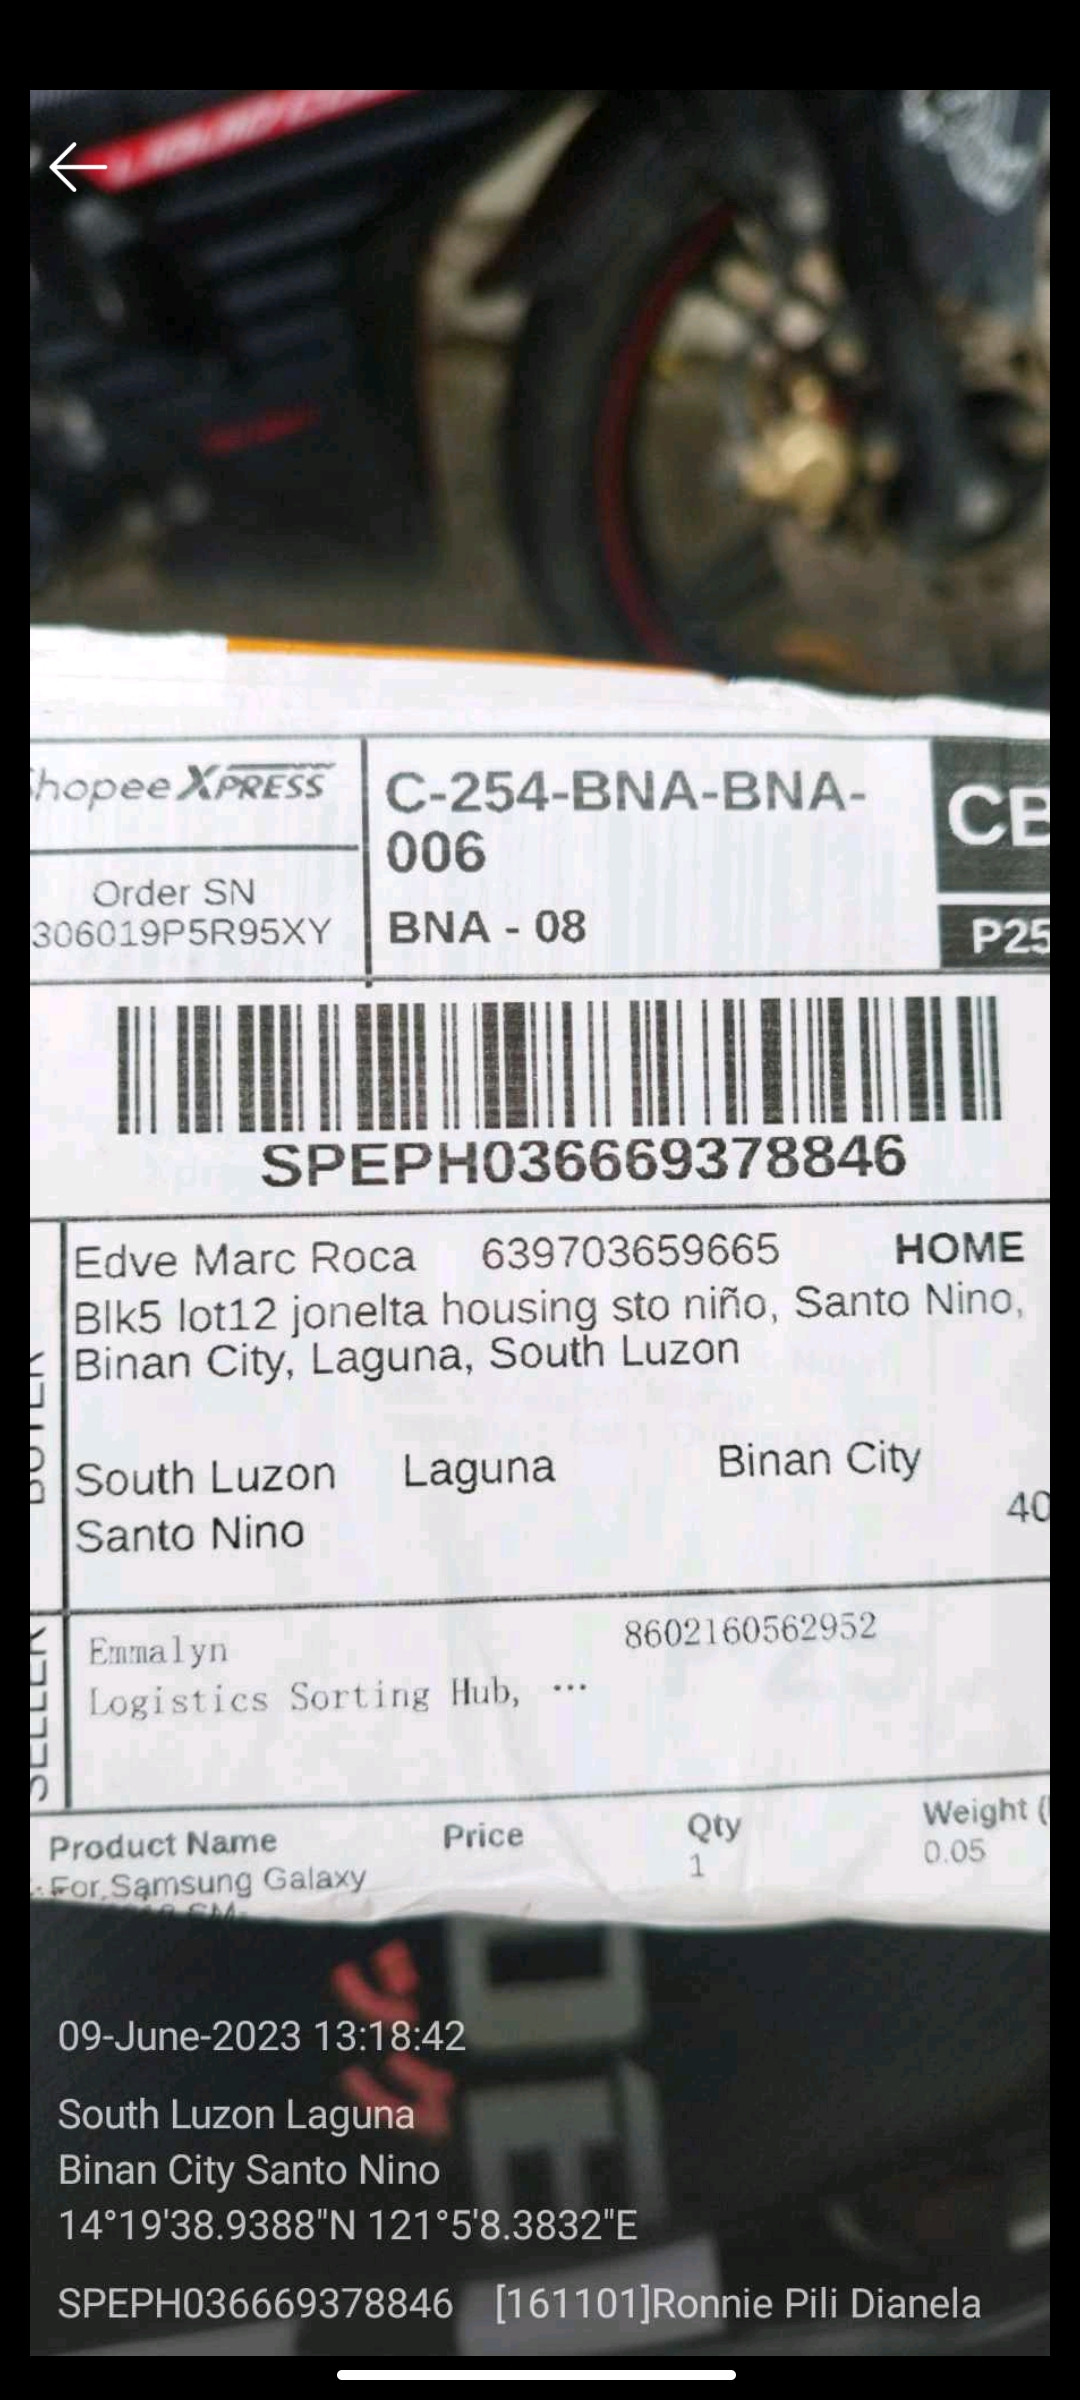 hopee XPRESS
Order SN
306019P5R95XY
C-254-BNA-BNA-
006
BNA - 08
CB
P25
SPEPH036669378846
BUYER
Edve Marc Roca 639703659665 HOME
Blk5 lot12 jonelta housing sto niño, Santo Nino,
Binan City, Laguna, South Luzon
South Luzon Laguna Binan City
40
Santo Nino
SELLER
Emmalyn 8602160562952
Logistics Sorting Hub, ...
Product Name Price Qty Weight (
For Samsung Galaxy 1 0.05
09-June-2023 13:18:42
South Luzon Laguna
Binan City Santo Nino
14°19'38.9388"N 121°5'8.3832"E
SPEPH036669378846 [161101]Ronnie Pili Dianela